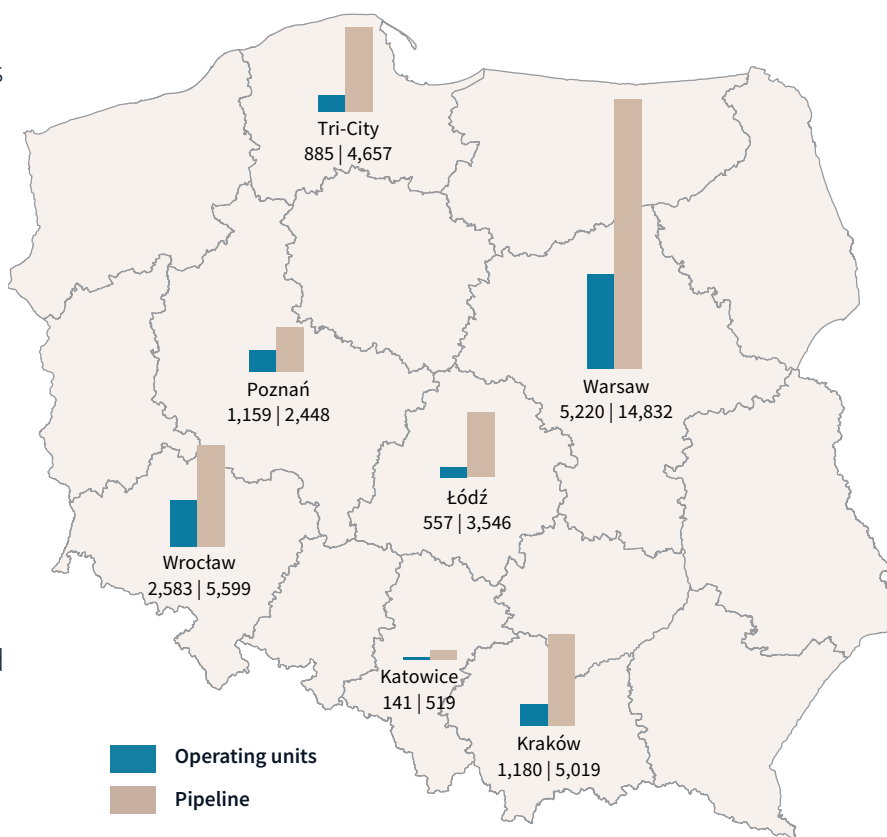 s
Tri-City
885 | 4,657
Warsaw
5,220 | 14,832
Poznań
1,159 | 2,448
Łódź
557 | 3,546
Wrocław
2,583 | 5,599
Katowice
141 | 519
Kraków
1,180 | 5,019
Operating units
Pipeline